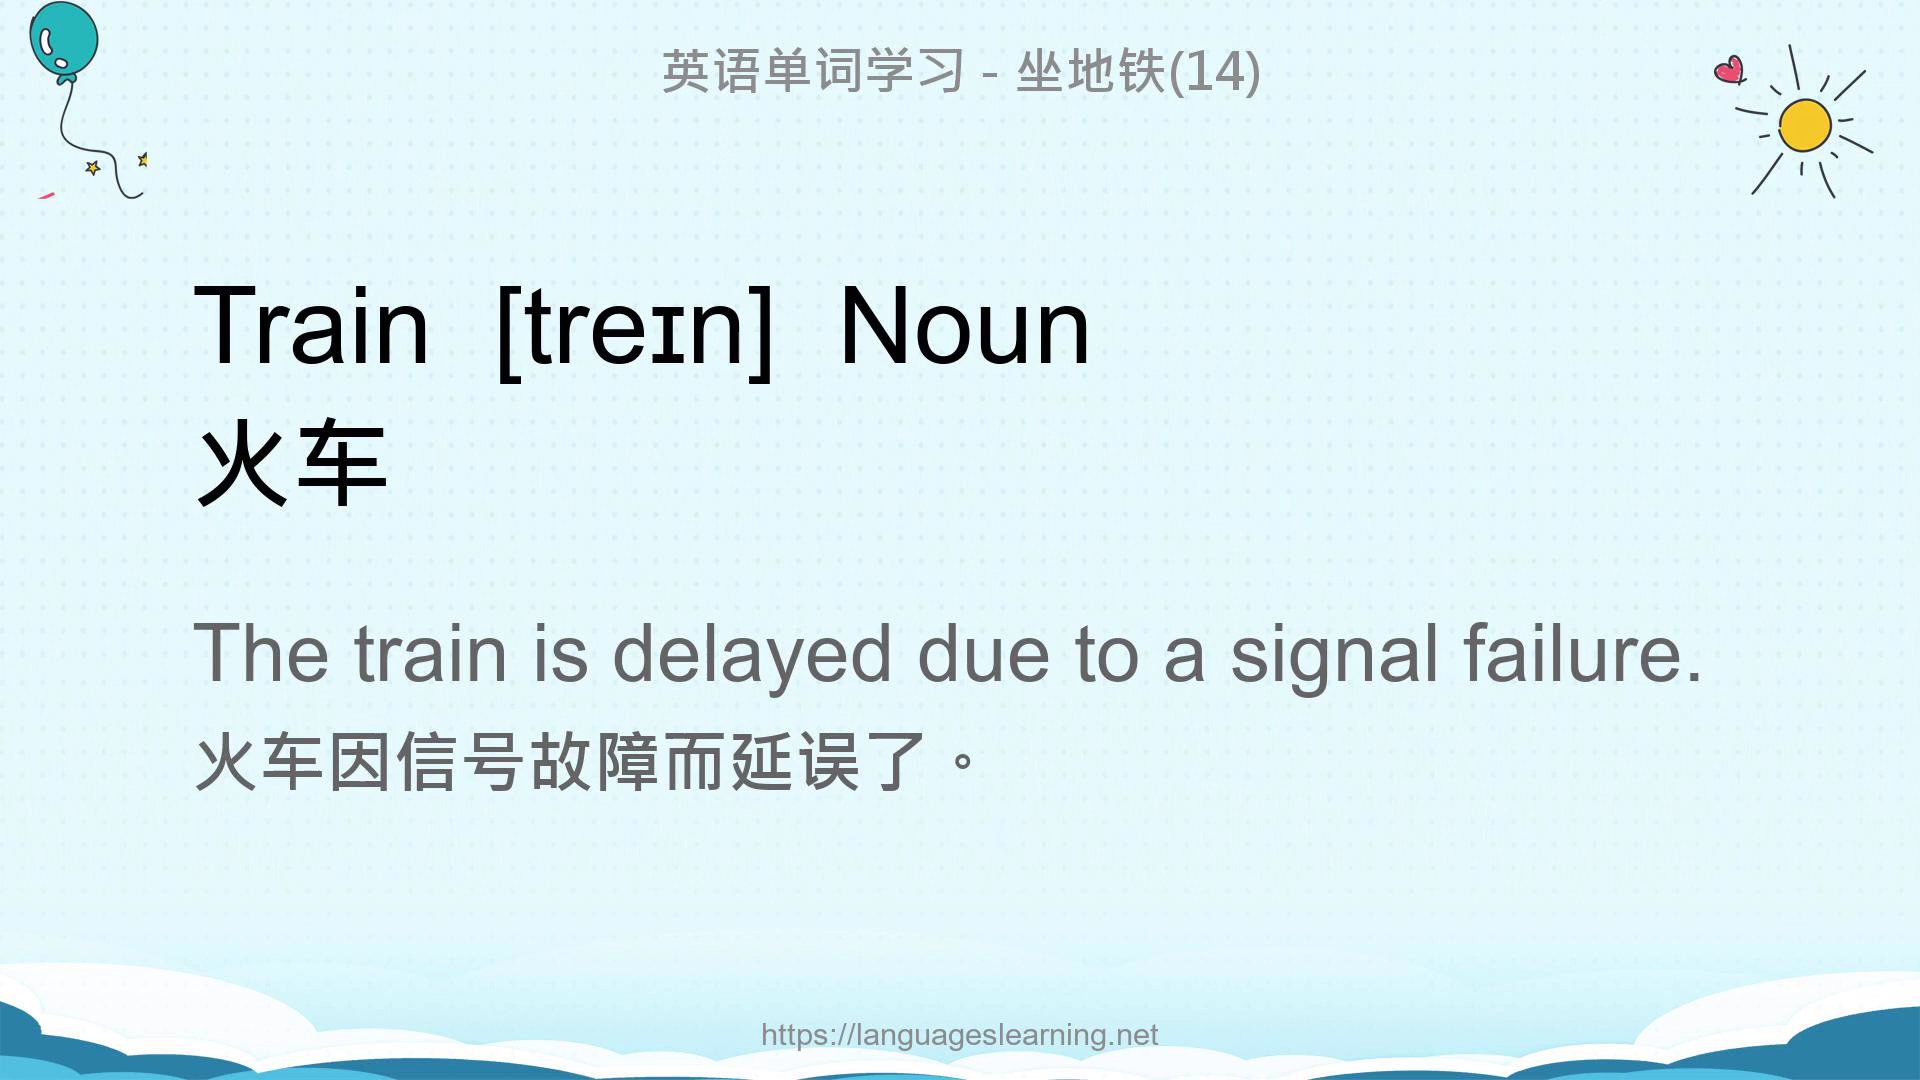 英语单词学习 - 坐地铁(14)
Train [treɪn] Noun
火车
The train is delayed due to a signal failure.
火车因信号故障而延误了。
https://languageslearning.net